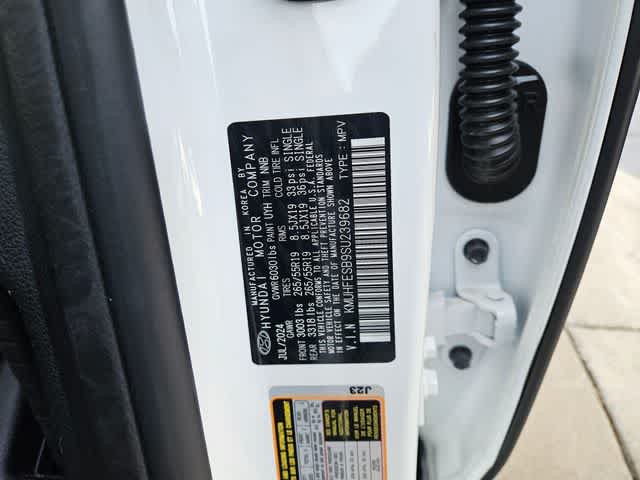 MANUFACTURED IN KOREA BY
HYUNDAI MOTOR COMPANY
JUL/2024 GVWR 6030lbs PAINT UYH TRIM NNB
GAWR TIRES RIMS COLD TIRE INFL
FRONT 3003lbs 265/55R19 8.5JX19 33psi SINGLE
REAR 3318lbs 265/55R19 8.5JX19 36psi SINGLE
THIS VEHICLE CONFORMS TO ALL APPLICABLE U.S.A. FEDERAL
MOTOR VEHICLE SAFETY, BUMPER AND THEFT PREVENTION STANDARDS
IN EFFECT ON THE DATE OF MANUFACTURE SHOWN ABOVE
V.I.N : KMUHFESB9SU239682 TYPE : MPV
J23